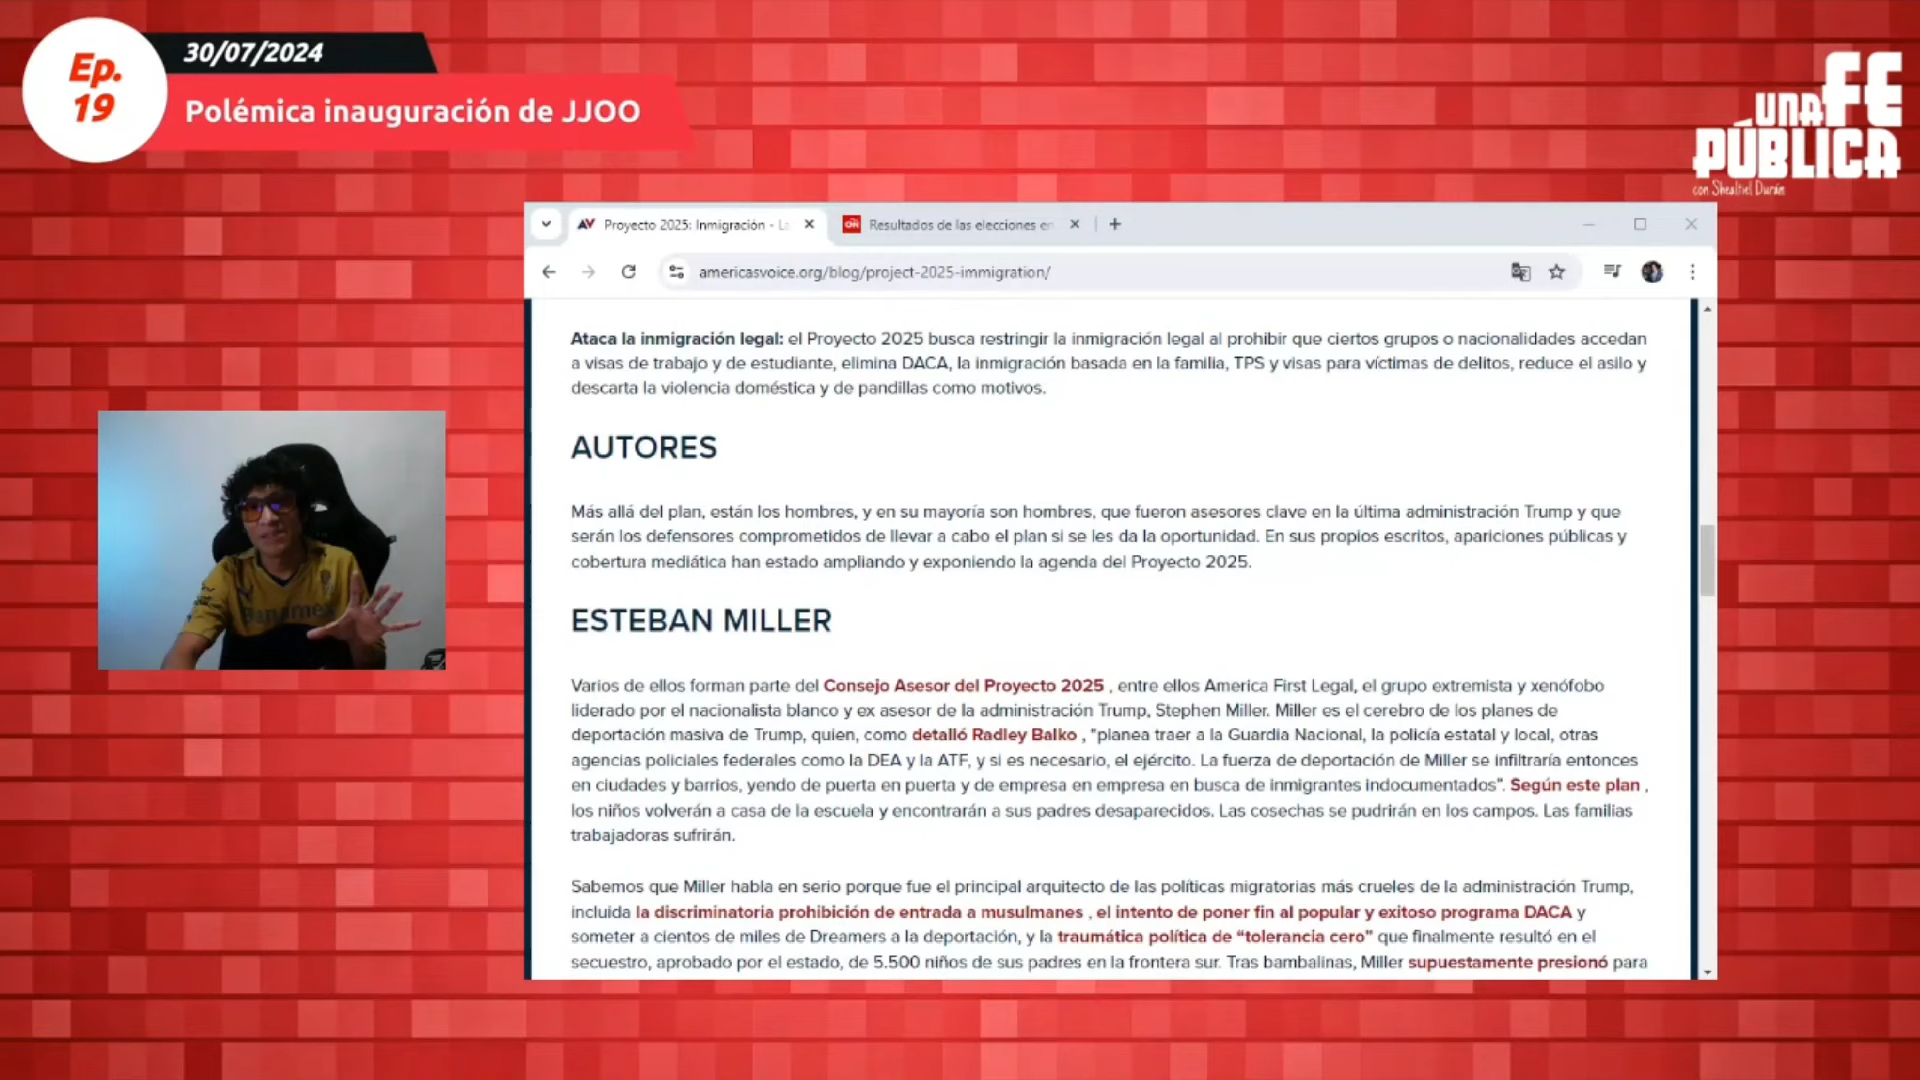 Ep.
19
30/07/2024
Polémica inauguración de JJOO
UNA FE
PÚBLICA
con Shealtiel Durán
Proyecto 2025: Inmigración - La
Resultados de las elecciones en
americasvoice.org/blog/project-2025-immigration/
Ataca la inmigración legal: el Proyecto 2025 busca restringir la inmigración legal al prohibir que ciertos grupos o nacionalidades accedan
a visas de trabajo y de estudiante, elimina DACA, la inmigración basada en la familia, TPS y visas para víctimas de delitos, reduce el asilo y
descarta la violencia doméstica y de pandillas como motivos.
AUTORES
Más allá del plan, están los hombres, y en su mayoría son hombres, que fueron asesores clave en la última administración Trump y que
serán los defensores comprometidos de llevar a cabo el plan si se les da la oportunidad. En sus propios escritos, apariciones públicas y
cobertura mediática han estado ampliando y exponiendo la agenda del Proyecto 2025.
ESTEBAN MILLER
Varios de ellos forman parte del Consejo Asesor del Proyecto 2025 , entre ellos America First Legal, el grupo extremista y xenófobo
liderado por el nacionalista blanco y ex asesor de la administración Trump, Stephen Miller. Miller es el cerebro de los planes de
deportación masiva de Trump, quien, como detalló Radley Balko , "planea traer a la Guardia Nacional, la policía estatal y local, otras
agencias policiales federales como la DEA y la ATF, y si es necesario, el ejército. La fuerza de deportación de Miller se infiltraría entonces
en ciudades y barrios, yendo de puerta en puerta y de empresa en empresa en busca de inmigrantes indocumentados". Según este plan ,
los niños volverán a casa de la escuela y encontrarán a sus padres desaparecidos. Las cosechas se pudrirán en los campos. Las familias
trabajadoras sufrirán.
Sabemos que Miller habla en serio porque fue el principal arquitecto de las políticas migratorias más crueles de la administración Trump,
incluida la discriminatoria prohibición de entrada a musulmanes , el intento de poner fin al popular y exitoso programa DACA y
someter a cientos de miles de Dreamers a la deportación, y la traumática política de “tolerancia cero” que finalmente resultó en el
secuestro, aprobado por el estado, de 5.500 niños de sus padres en la frontera sur. Tras bambalinas, Miller supuestamente presionó para
Banamex